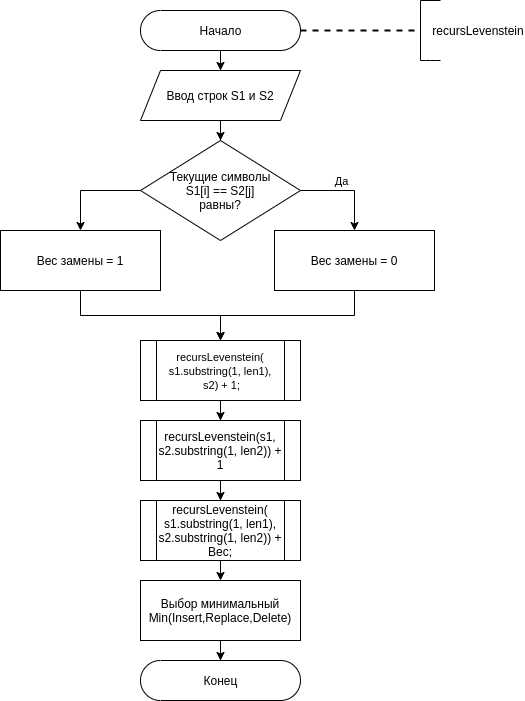 Начало
recursLevenstein
Ввод строк S1 и S2
Текущие символы
S1[i] == S2[j]
равны?
Да
Вес замены = 1
Вес замены = 0
recursLevenstein(
s1.substring(1, len1),
s2) + 1;
recursLevenstein(s1,
s2.substring(1, len2)) +
1
recursLevenstein(
s1.substring(1, len1),
s2.substring(1, len2)) +
Вес;
Выбор минимальный
Min(Insert,Replace,Delete)
Конец